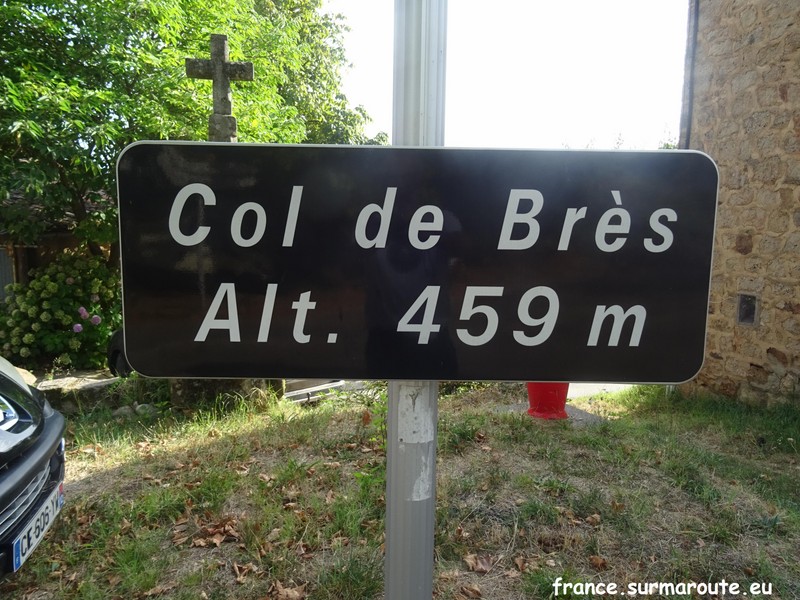 Col de Brès
Alt. 459 m
france.surmaroute.eu